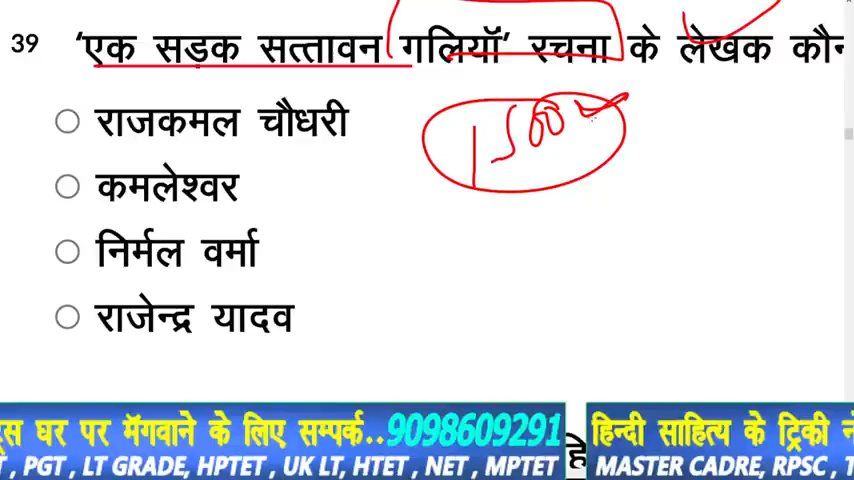 39 'एक सड़क सत्तावन गलियॉ' रचना के लेखक कौन
राजकमल चौधरी
1500
कमलेश्वर
निर्मल वर्मा
राजेन्द्र यादव
घर पर मॅगवाने के लिए सम्पर्क..9098609291 हिन्दी साहित्य के ट्रिकी
, PGT , LT GRADE, HPTET , UK LT, HTET , NET , MPTET MASTER CADRE, RPSC ,